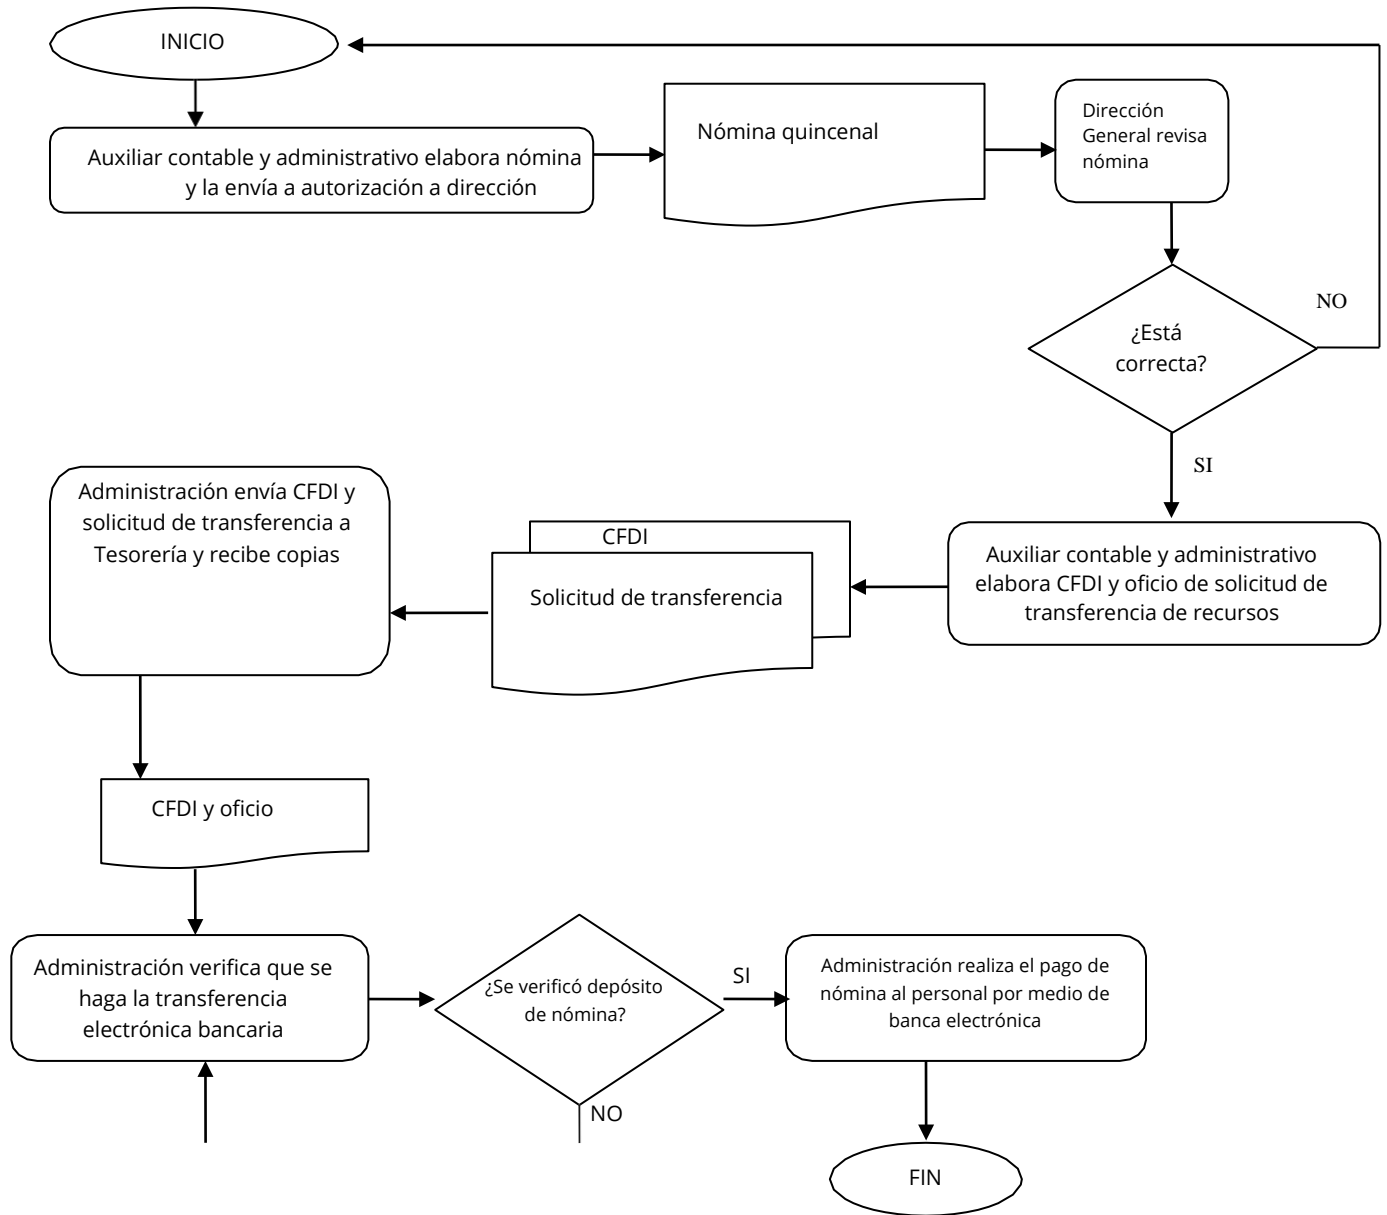 INICIO
Auxiliar contable y administrativo elabora nómina
y la envía a autorización a dirección
Nómina quincenal
Dirección
General revisa
nómina
¿Está
correcta?
NO
SI
Auxiliar contable y administrativo
elabora CFDI y oficio de solicitud de
transferencia de recursos
CFDI
Solicitud de transferencia
Administración envía CFDI y
solicitud de transferencia a
Tesorería y recibe copias
CFDI y oficio
Administración verifica que se
haga la transferencia
electrónica bancaria
¿Se verificó depósito
de nómina?
SI
NO
Administración realiza el pago de
nómina al personal por medio de
banca electrónica
FIN